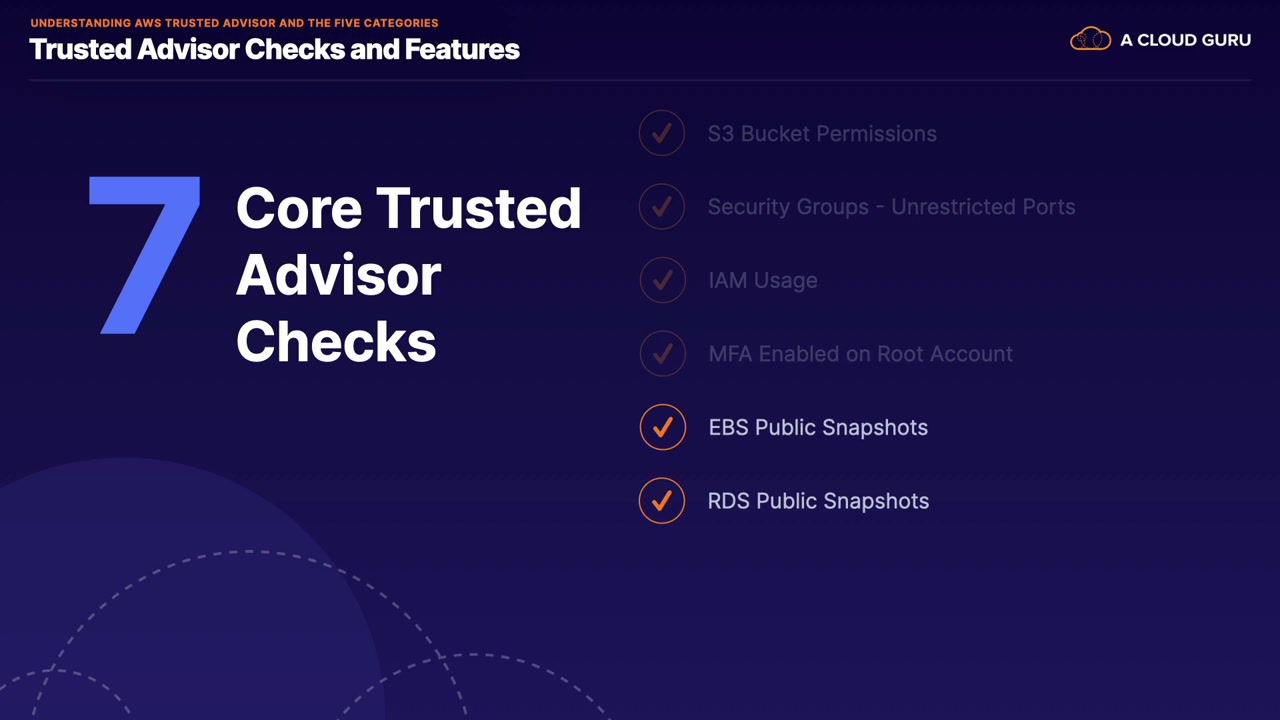 UNDERSTANDING AWS TRUSTED ADVISOR AND THE FIVE CATEGORIES
Trusted Advisor Checks and Features
A CLOUD GURU
7
Core Trusted
Advisor
Checks
S3 Bucket Permissions
Security Groups - Unrestricted Ports
IAM Usage
MFA Enabled on Root Account
EBS Public Snapshots
RDS Public Snapshots